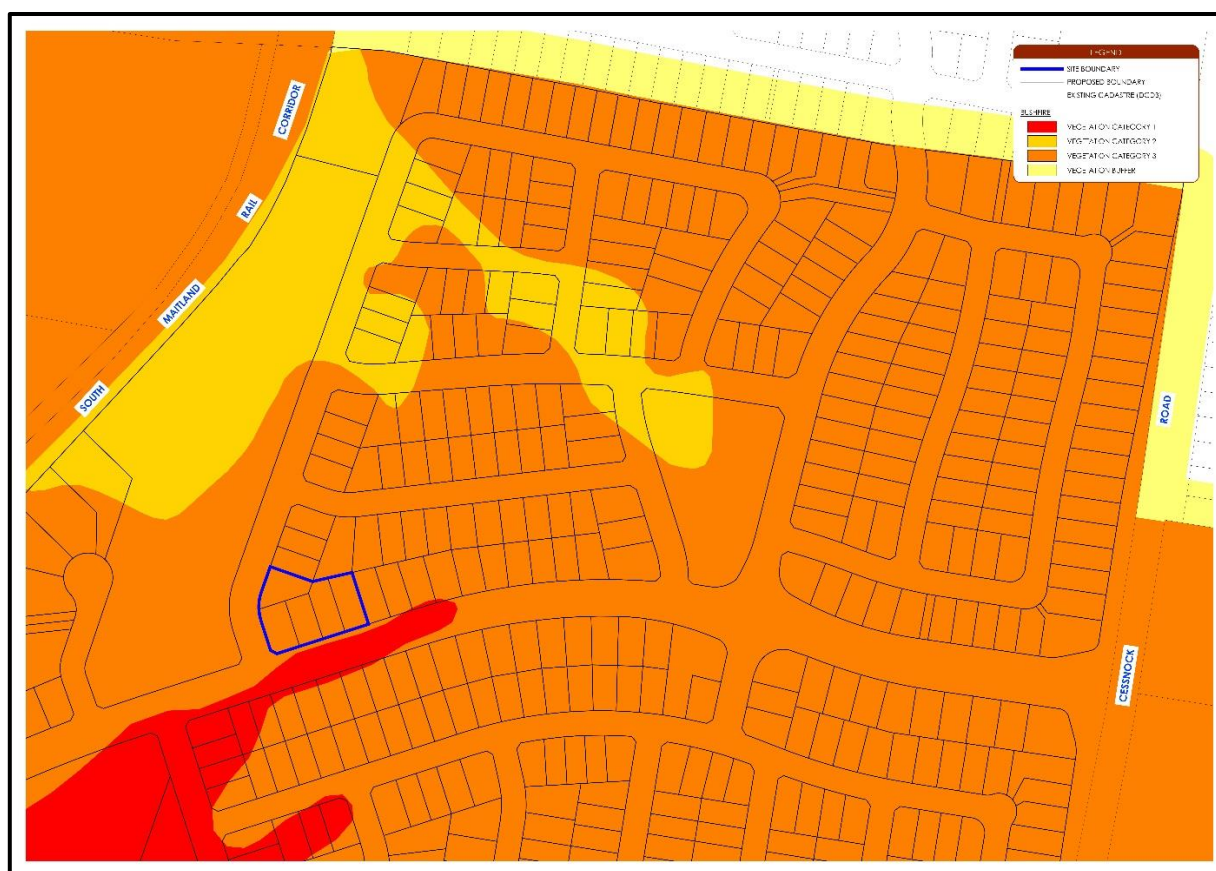 LEGEND
SITE BOUNDARY
PROPOSED BOUNDARY
EXISTING CADASTRE (DCDB)
BUSHFIRE
VEGETATION CATEGORY 1
VEGETATION CATEGORY 2
VEGETATION CATEGORY 3
VEGETATION BUFFER
CORRIDOR
RAIL
MAITLAND
SOUTH
ROAD
CESSNOCK